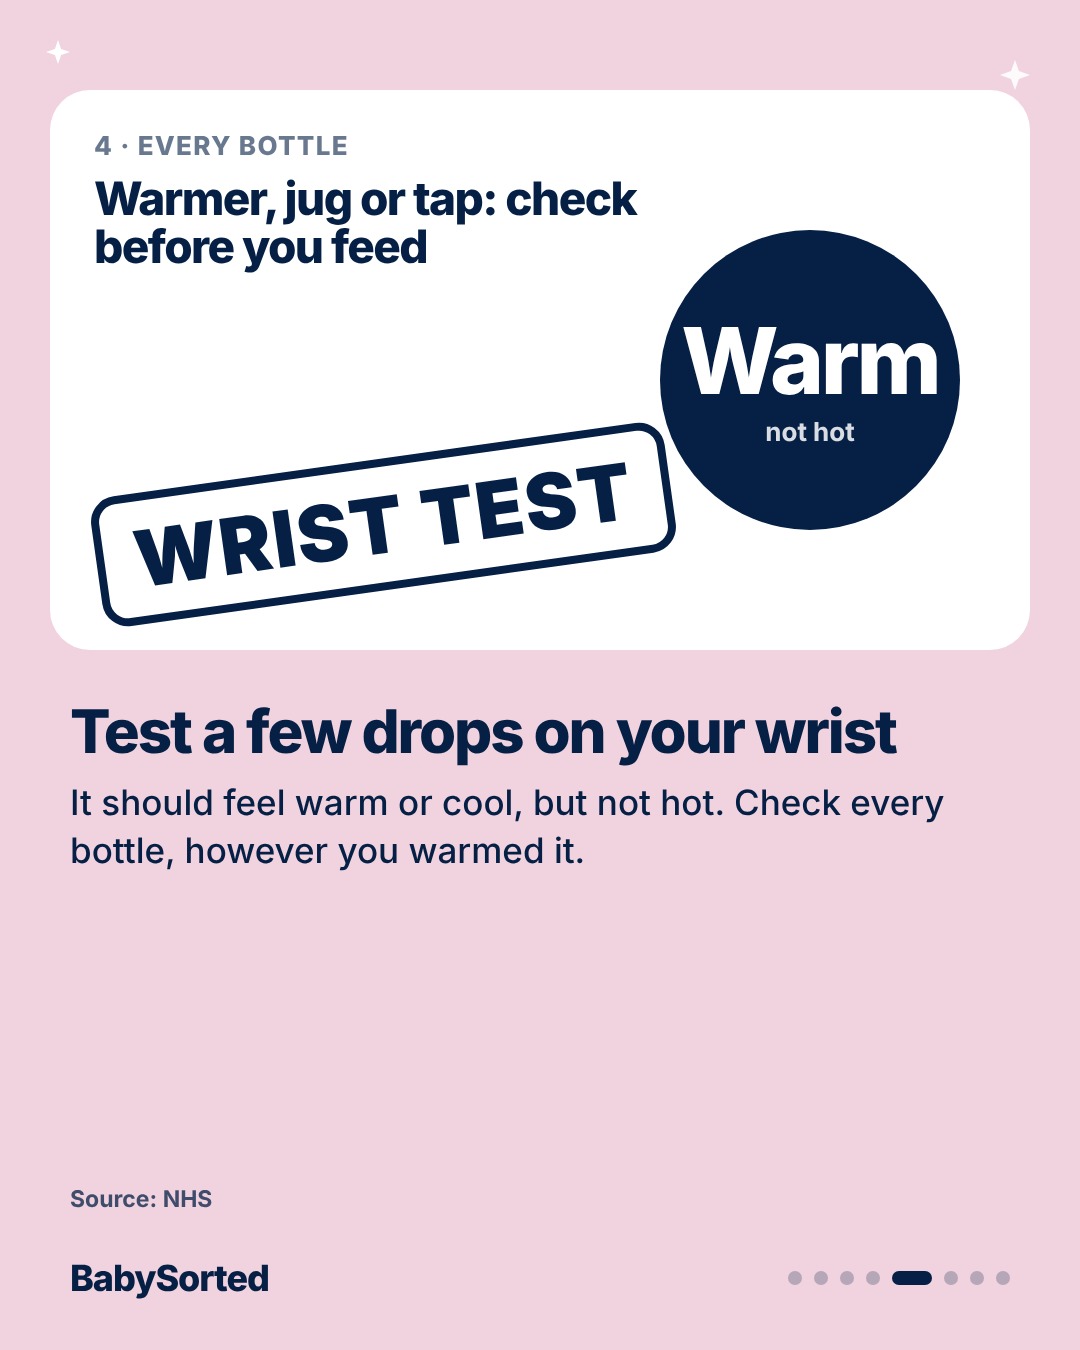 4 · EVERY BOTTLE
Warmer, jug or tap: check
before you feed
Warm
not hot
WRIST TEST
Test a few drops on your wrist
It should feel warm or cool, but not hot. Check every
bottle, however you warmed it.
Source: NHS
BabySorted